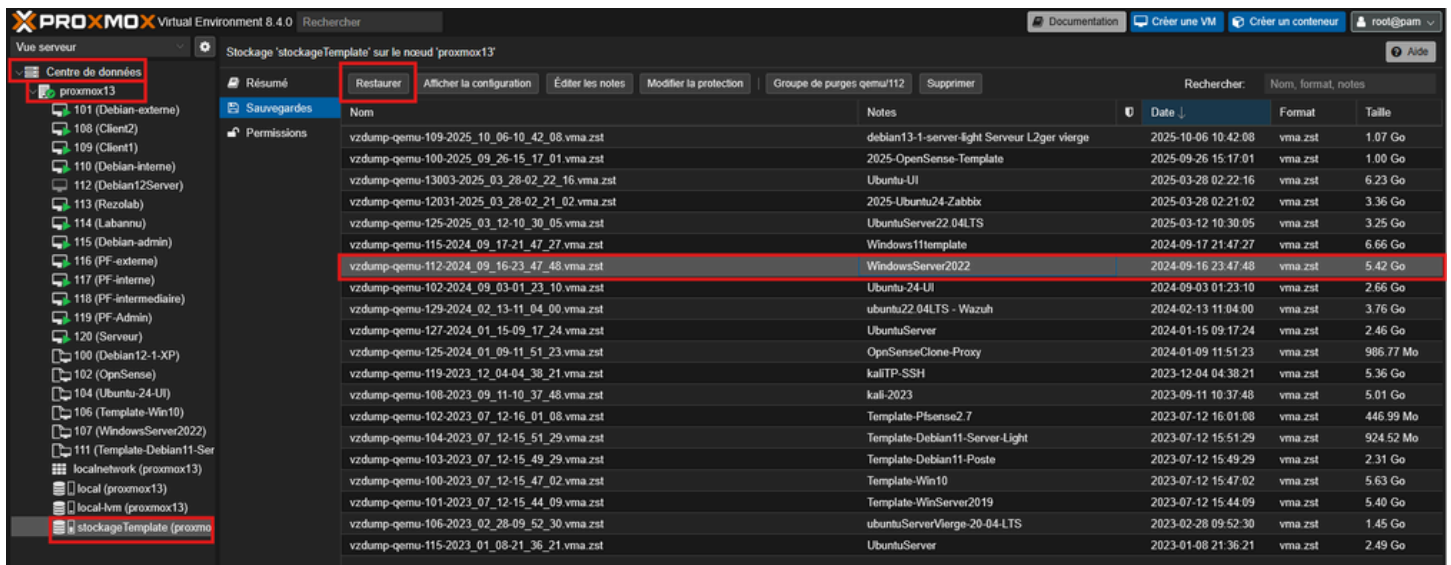 PROXMOX Virtual Environment 8.4.0 Rechercher Documentation Créer une VM Créer un conteneur root@pam
Vue serveur
Stockage 'stockageTemplate' sur le nœud 'proxmox13' Aide
Centre de données
proxmox13
101 (Debian-externe)
108 (Client2)
109 (Client1)
110 (Debian-interne)
112 (Debian12Server)
113 (Rezolab)
114 (Labannu)
115 (Debian-admin)
116 (PF-externe)
117 (PF-interne)
118 (PF-intermediaire)
119 (PF-Admin)
120 (Serveur)
100 (Debian12-1-XP)
102 (OpnSense)
104 (Ubuntu-24-UI)
106 (Template-Win10)
107 (WindowsServer2022)
111 (Template-Debian11-Ser
localnetwork (proxmox13)
local (proxmox13)
local-lvm (proxmox13)
stockageTemplate (proxmo
Résumé
Sauvegardes
Permissions
Restaurer Afficher la configuration Éditer les notes Modifier la protection Groupe de purges qemu/112 Supprimer Rechercher: Nom, format, notes
Nom Notes Date ↓ Format Taille
vzdump-qemu-109-2025_10_06-10_42_08.vma.zst debian13-1-server-light Serveur L2ger vierge 2025-10-06 10:42:08 vma.zst 1.07 Go
vzdump-qemu-100-2025_09_26-15_17_01.vma.zst 2025-OpenSense-Template 2025-09-26 15:17:01 vma.zst 1.00 Go
vzdump-qemu-13003-2025_03_28-02_22_16.vma.zst Ubuntu-UI 2025-03-28 02:22:16 vma.zst 6.23 Go
vzdump-qemu-12031-2025_03_28-02_21_02.vma.zst 2025-Ubuntu24-Zabbix 2025-03-28 02:21:02 vma.zst 3.36 Go
vzdump-qemu-125-2025_03_12-10_30_05.vma.zst UbuntuServer22.04LTS 2025-03-12 10:30:05 vma.zst 3.25 Go
vzdump-qemu-115-2024_09_17-21_47_27.vma.zst Windows11template 2024-09-17 21:47:27 vma.zst 6.66 Go
vzdump-qemu-112-2024_09_16-23_47_48.vma.zst WindowsServer2022 2024-09-16 23:47:48 vma.zst 5.42 Go
vzdump-qemu-102-2024_09_03-01_23_10.vma.zst Ubuntu-24-UI 2024-09-03 01:23:10 vma.zst 2.66 Go
vzdump-qemu-129-2024_02_13-11_04_00.vma.zst ubuntu22.04LTS - Wazuh 2024-02-13 11:04:00 vma.zst 3.76 Go
vzdump-qemu-127-2024_01_15-09_17_24.vma.zst UbuntuServer 2024-01-15 09:17:24 vma.zst 2.46 Go
vzdump-qemu-125-2024_01_09-11_51_23.vma.zst OpnSenseClone-Proxy 2024-01-09 11:51:23 vma.zst 986.77 Mo
vzdump-qemu-119-2023_12_04-04_38_21.vma.zst kaliTP-SSH 2023-12-04 04:38:21 vma.zst 5.36 Go
vzdump-qemu-108-2023_09_11-10_37_48.vma.zst kali-2023 2023-09-11 10:37:48 vma.zst 5.01 Go
vzdump-qemu-102-2023_07_12-16_01_08.vma.zst Template-Pfsense2.7 2023-07-12 16:01:08 vma.zst 446.99 Mo
vzdump-qemu-104-2023_07_12-15_51_29.vma.zst Template-Debian11-Server-Light 2023-07-12 15:51:29 vma.zst 924.52 Mo
vzdump-qemu-103-2023_07_12-15_49_29.vma.zst Template-Debian11-Poste 2023-07-12 15:49:29 vma.zst 2.31 Go
vzdump-qemu-100-2023_07_12-15_47_02.vma.zst Template-Win10 2023-07-12 15:47:02 vma.zst 5.63 Go
vzdump-qemu-101-2023_07_12-15_44_09.vma.zst Template-WinServer2019 2023-07-12 15:44:09 vma.zst 5.40 Go
vzdump-qemu-106-2023_02_28-09_52_30.vma.zst ubuntuServerVierge-20-04-LTS 2023-02-28 09:52:30 vma.zst 1.45 Go
vzdump-qemu-115-2023_01_08-21_36_21.vma.zst UbuntuServer 2023-01-08 21:36:21 vma.zst 2.49 Go